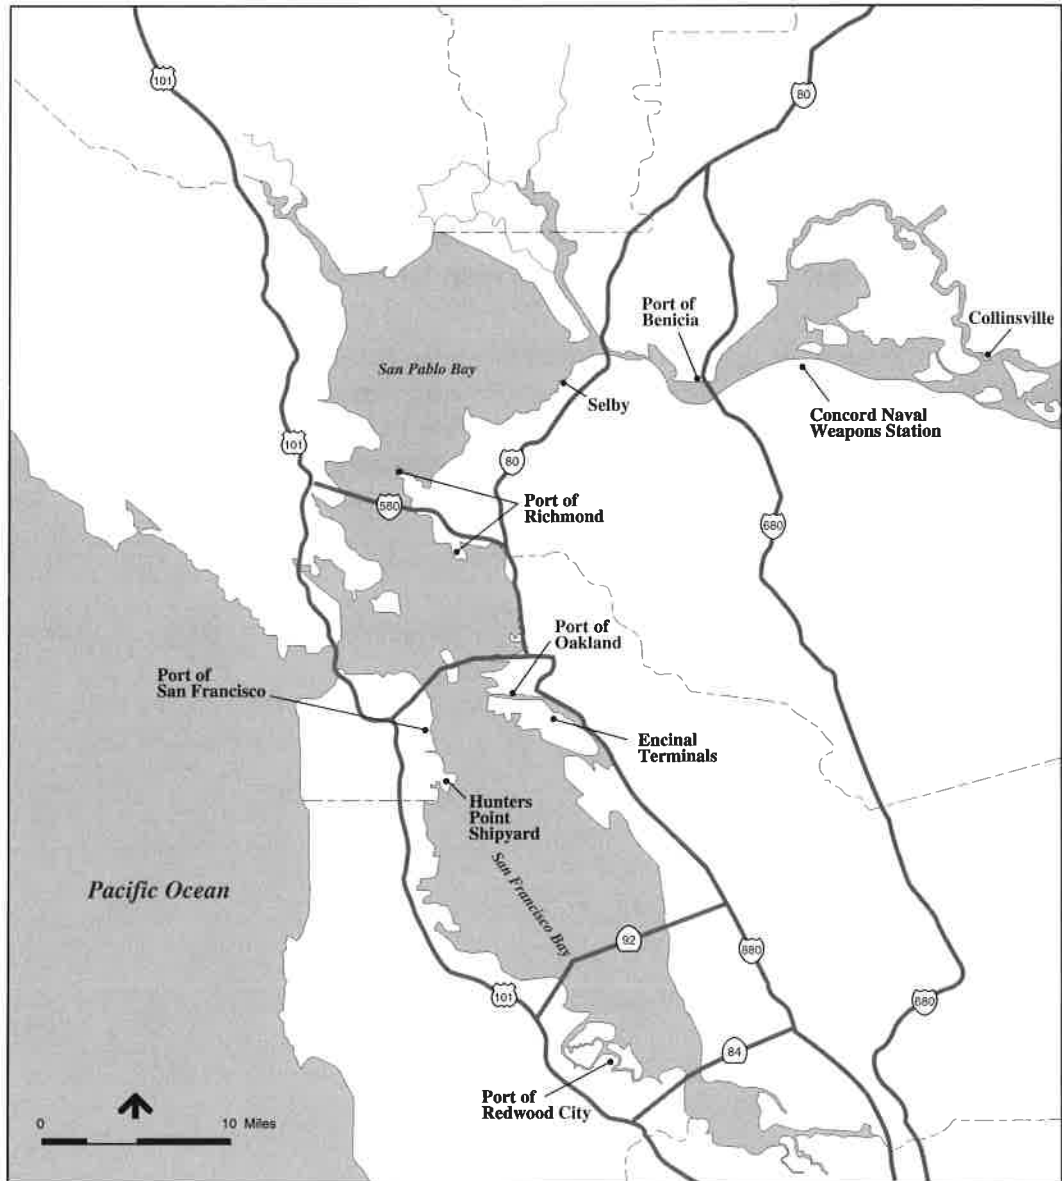 101
80
Port of
Benicia
Collinsville
San Pablo Bay
Selby
Concord Naval
Weapons Station
101
80
580
Port of
Richmond
680
Port of
Oakland
Port of
San Francisco
Encinal
Terminals
Hunters
Point
Shipyard
Pacific Ocean
San Francisco Bay
92
880
101
680
84
Port of
Redwood City
0 10 Miles